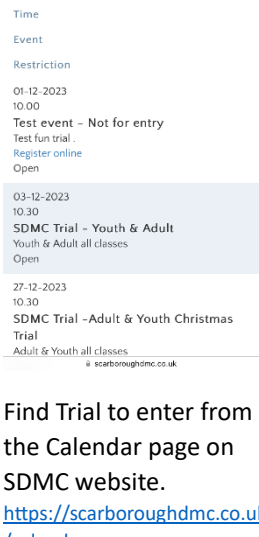 Time
Event
Restriction
01-12-2023
10.00
Test event – Not for entry
Test fun trial .
Register online
Open
03-12-2023
10.30
SDMC Trial – Youth & Adult
Youth & Adult all classes
Open
27-12-2023
10.30
SDMC Trial –Adult & Youth Christmas
Trial
Adult & Youth all classes
scarboroughdmc.co.uk
Find Trial to enter from
the Calendar page on
SDMC website.